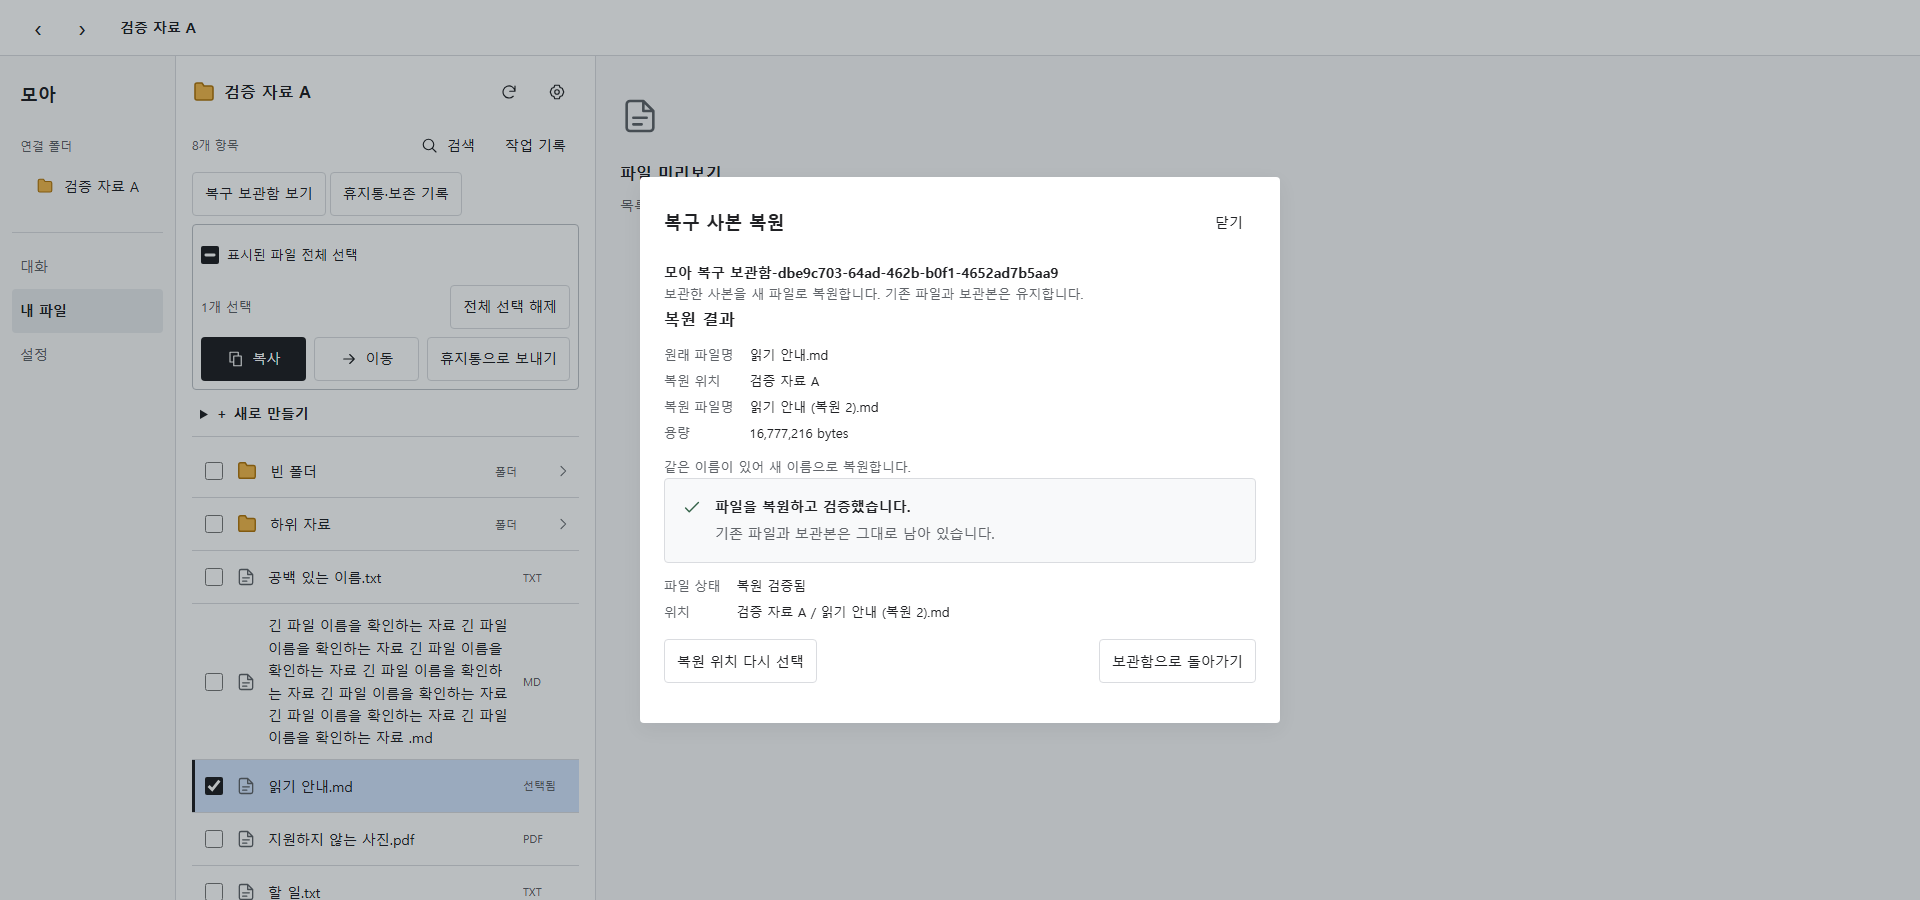 검증 자료 A
모아
연결 폴더
검증 자료 A
대화
내 파일
설정
검증 자료 A
8개 항목
검색
작업 기록
복구 보관함 보기
휴지통·보존 기록
표시된 파일 전체 선택
1개 선택
전체 선택 해제
복사
이동
휴지통으로 보내기
+ 새로 만들기
빈 폴더
폴더
하위 자료
폴더
공백 있는 이름.txt
TXT
긴 파일 이름을 확인하는 자료 긴 파일
이름을 확인하는 자료 긴 파일 이름을
확인하는 자료 긴 파일 이름을 확인하
는 자료 긴 파일 이름을 확인하는 자료
긴 파일 이름을 확인하는 자료 긴 파일
이름을 확인하는 자료 .md
MD
읽기 안내.md
선택됨
지원하지 않는 사진.pdf
PDF
할 일.txt
TXT
파일 미리보기
복구 사본 복원
닫기
모아 복구 보관함-dbe9c703-64ad-462b-b0f1-4652ad7b5aa9
보관한 사본을 새 파일로 복원합니다. 기존 파일과 보관본은 유지합니다.
복원 결과
원래 파일명 읽기 안내.md
복원 위치 검증 자료 A
복원 파일명 읽기 안내 (복원 2).md
용량 16,777,216 bytes
같은 이름이 있어 새 이름으로 복원합니다.
파일을 복원하고 검증했습니다.
기존 파일과 보관본은 그대로 남아 있습니다.
파일 상태 복원 검증됨
위치 검증 자료 A / 읽기 안내 (복원 2).md
복원 위치 다시 선택
보관함으로 돌아가기